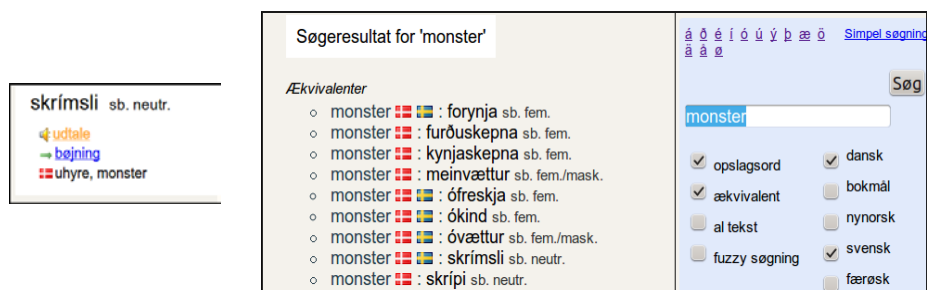 skrímsli sb. neutr.
udtale
bøjning
uhyre, monster
Søgeresultat for 'monster'
Ækvivalenter
monster : forynja sb. fem.
monster : furðuskepna sb. fem.
monster : kynjaskepna sb. fem.
monster : meinvættur sb. fem./mask.
monster : ófreskja sb. fem.
monster : ókind sb. fem.
monster : óvættur sb. fem./mask.
monster : skrímsli sb. neutr.
monster : skrípi sb. neutr.
á ð é í ó ú ý þ æ ö Simpel søgning
ä å ø
Søg
monster
opslagsord dansk
ækvivalent bokmål
al tekst nynorsk
fuzzy søgning svensk
færøsk